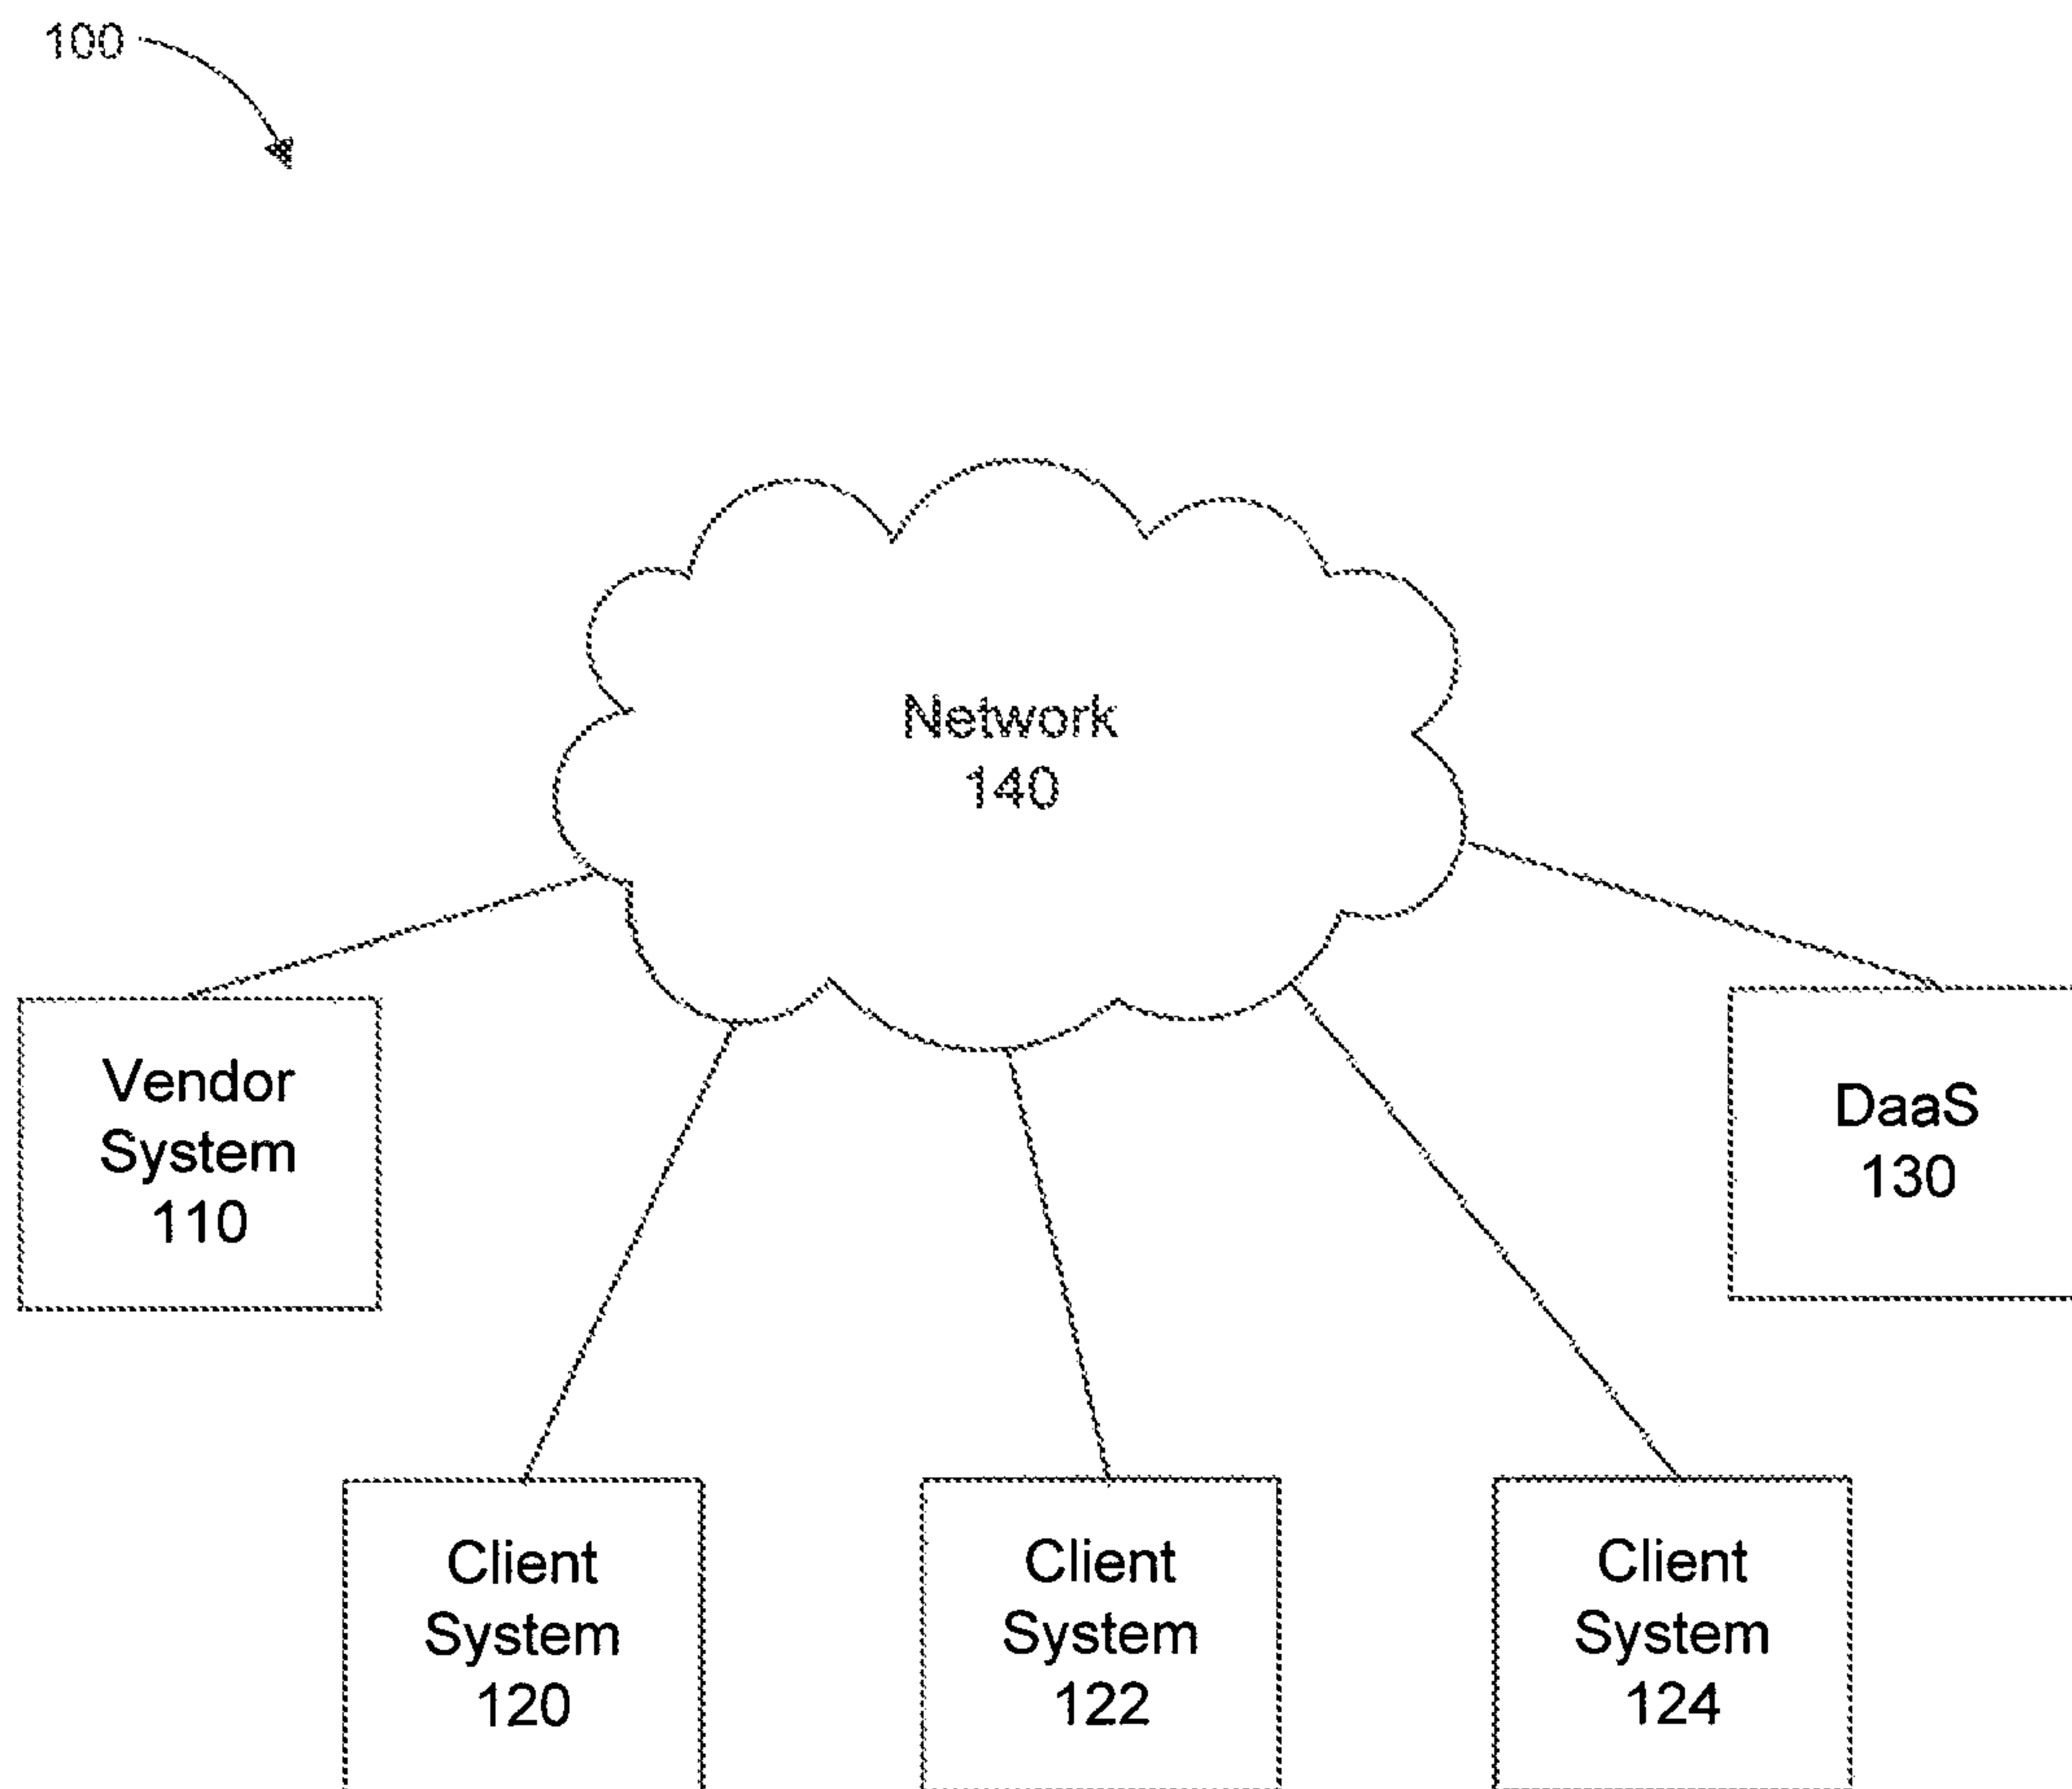 100
Network
140
Vendor
System
110
DaaS
130
Client
System
120
Client
System
122
Client
System
124